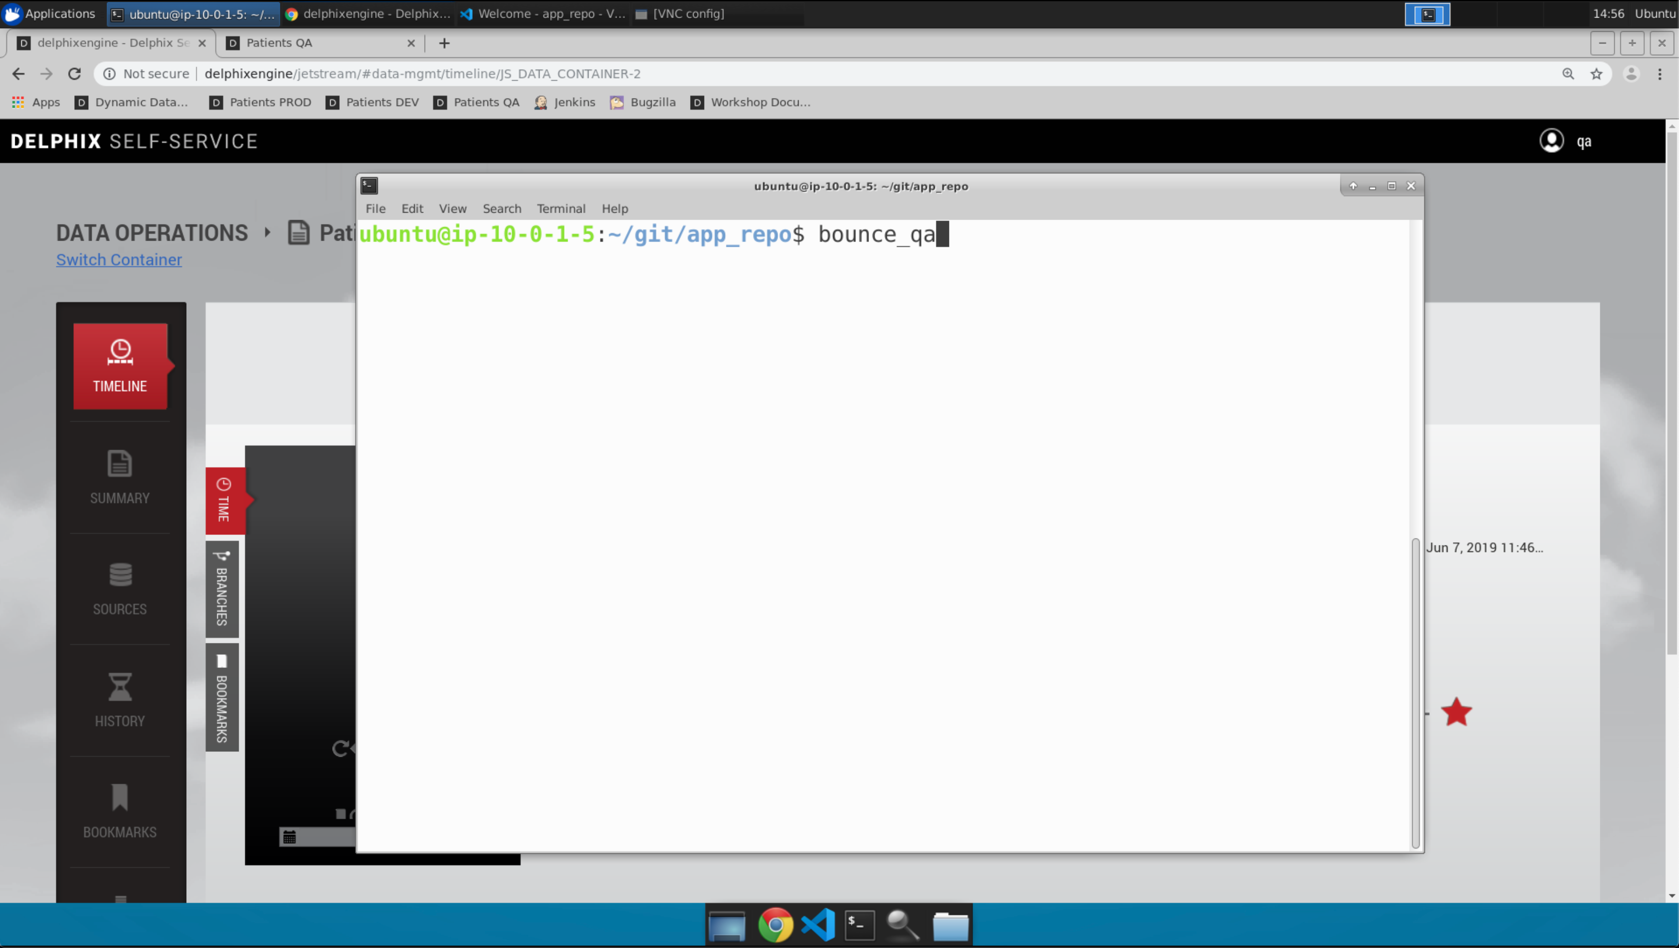 Applications
ubuntu@ip-10-0-1-5: ~/...
delphixengine - Delphix...
Welcome - app_repo - V...
[VNC config]
14:56 Ubuntu
delphixengine - Delphix Se
Patients QA
Not secure
delphixengine/jetstream/#data-mgmt/timeline/JS_DATA_CONTAINER-2
Apps
Dynamic Data...
Patients PROD
Patients DEV
Patients QA
Jenkins
Bugzilla
Workshop Docu...
DELPHIX SELF-SERVICE
qa
ubuntu@ip-10-0-1-5: ~/git/app_repo
File Edit View Search Terminal Help
DATA OPERATIONS
Pati
Switch Container
ubuntu@ip-10-0-1-5:~/git/app_repo$ bounce_qa
TIMELINE
SUMMARY
SOURCES
HISTORY
BOOKMARKS
TIME
BRANCHES
BOOKMARKS
Jun 7, 2019 11:46...